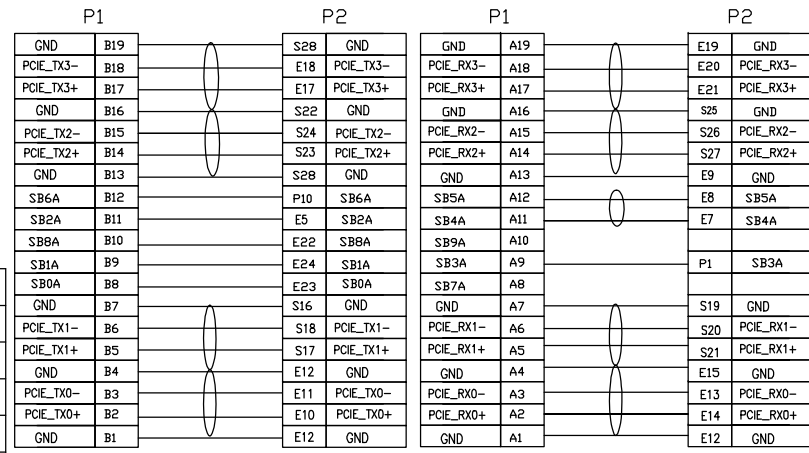 P1 P2 P1 P2
GND B19 S28 GND GND A19 E19 GND
PCIE_TX3- B18 E18 PCIE_TX3- PCIE_RX3- A18 E20 PCIE_RX3-
PCIE_TX3+ B17 E17 PCIE_TX3+ PCIE_RX3+ A17 E21 PCIE_RX3+
GND B16 S22 GND GND A16 S25 GND
PCIE_TX2- B15 S24 PCIE_TX2- PCIE_RX2- A15 S26 PCIE_RX2-
PCIE_TX2+ B14 S23 PCIE_TX2+ PCIE_RX2+ A14 S27 PCIE_RX2+
GND B13 S28 GND GND A13 E9 GND
SB6A B12 P10 SB6A SB5A A12 E8 SB5A
SB2A B11 E5 SB2A SB4A A11 E7 SB4A
SB8A B10 E22 SB8A SB9A A10
SB1A B9 E24 SB1A SB3A A9 P1 SB3A
SB0A B8 E23 SB0A SB7A A8
GND B7 S16 GND GND A7 S19 GND
PCIE_TX1- B6 S18 PCIE_TX1- PCIE_RX1- A6 S20 PCIE_RX1-
PCIE_TX1+ B5 S17 PCIE_TX1+ PCIE_RX1+ A5 S21 PCIE_RX1+
GND B4 E12 GND GND A4 E15 GND
PCIE_TX0- B3 E11 PCIE_TX0- PCIE_RX0- A3 E13 PCIE_RX0-
PCIE_TX0+ B2 E10 PCIE_TX0+ PCIE_RX0+ A2 E14 PCIE_RX0+
GND B1 E12 GND GND A1 E12 GND